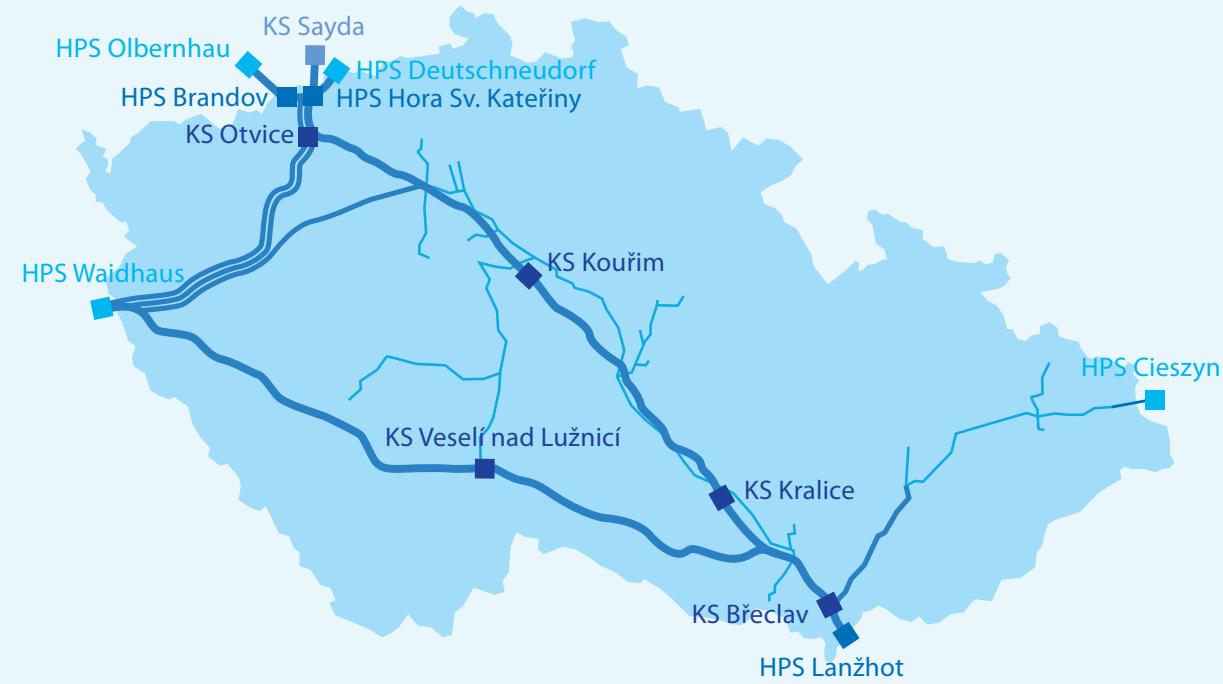 KS Sayda
HPS Olbernhau
HPS Deutschneudorf
HPS Brandov
HPS Hora Sv. Kateřiny
KS Otvice
KS Kouřim
HPS Waidhaus
HPS Cieszyn
KS Veselí nad Lužnicí
KS Kralice
KS Břeclav
HPS Lanžhot